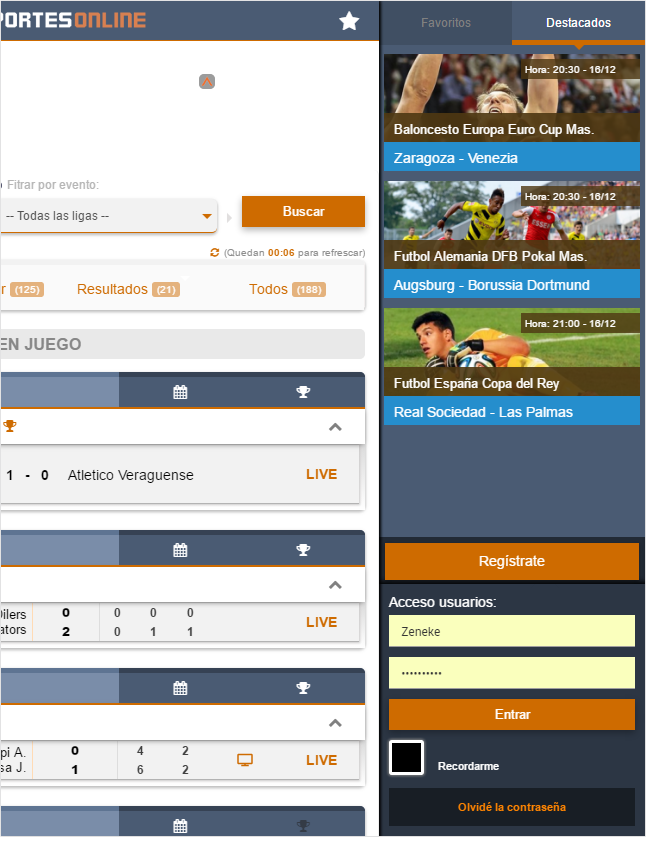 PORTESONLINE
Fitrar por evento:
-- Todas las ligas --
Buscar
(Quedan 00:06 para refrescar)
r (125)
Resultados (21)
Todos (188)
EN JUEGO
1 - 0 Atletico Veraguense LIVE
Oilers 0 0 0 0
ators 2 0 1 1
LIVE
pi A. 0 4 2
sa J. 1 6 2
LIVE
Favoritos
Destacados
Hora: 20:30 - 16/12
Baloncesto Europa Euro Cup Mas.
Zaragoza - Venezia
Hora: 20:30 - 16/12
Futbol Alemania DFB Pokal Mas.
Augsburg - Borussia Dortmund
Hora: 21:00 - 16/12
Futbol España Copa del Rey
Real Sociedad - Las Palmas
Regístrate
Acceso usuarios:
Zeneke
••••••••••
Entrar
Recordarme
Olvidé la contraseña